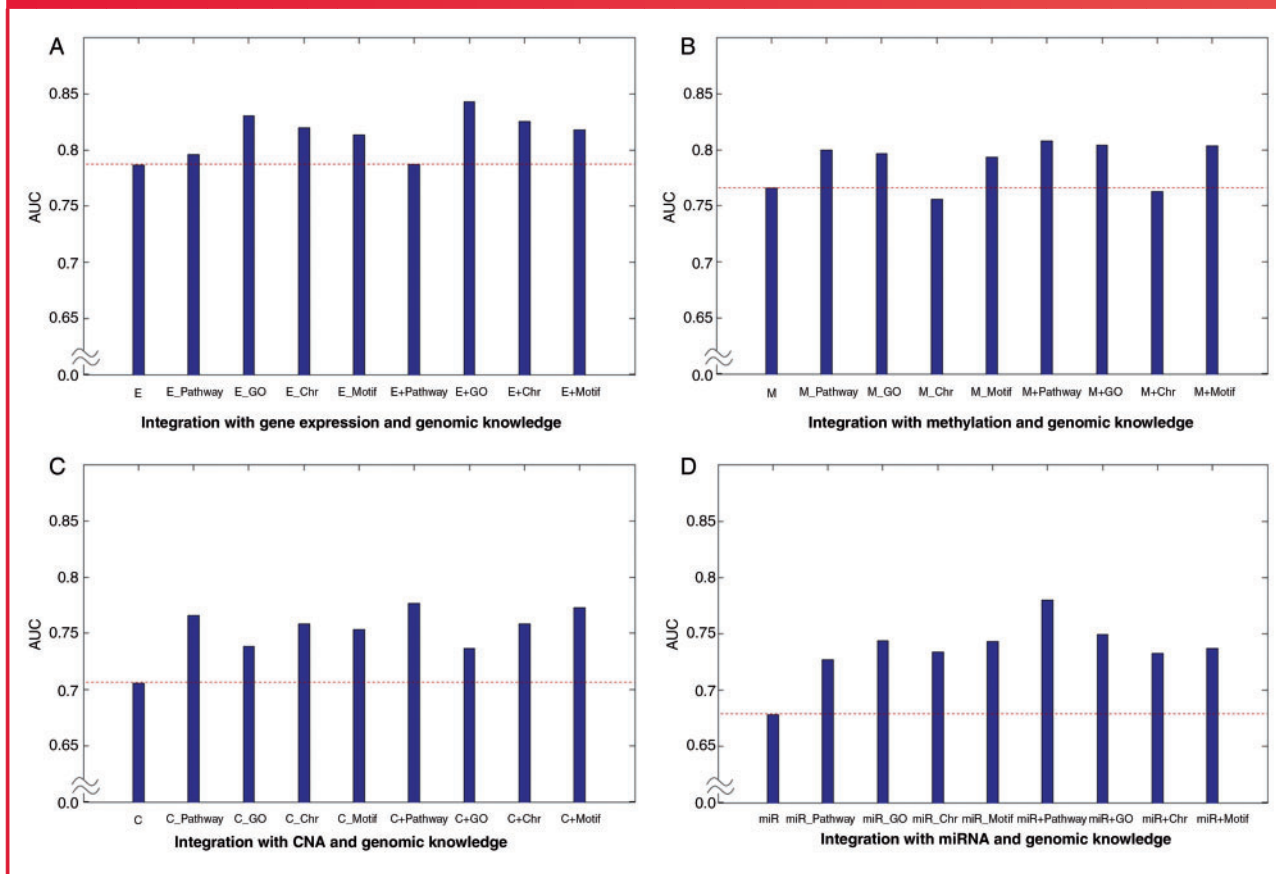 A
AUC
0.85
0.8
0.75
0.7
0.65
0.0
E E_Pathway E_GO E_Chr E_Motif E+Pathway E+GO E+Chr E+Motif
Integration with gene expression and genomic knowledge
B
AUC
0.85
0.8
0.75
0.7
0.65
0.0
M M_Pathway M_GO M_Chr M_Motif M+Pathway M+GO M+Chr M+Motif
Integration with methylation and genomic knowledge
C
AUC
0.85
0.8
0.75
0.7
0.65
0.0
C C_Pathway C_GO C_Chr C_Motif C+Pathway C+GO C+Chr C+Motif
Integration with CNA and genomic knowledge
D
AUC
0.85
0.8
0.75
0.7
0.65
0.0
miR miR_Pathway miR_GO miR_Chr miR_Motif miR+Pathway miR+GO miR+Chr miR+Motif
Integration with miRNA and genomic knowledge